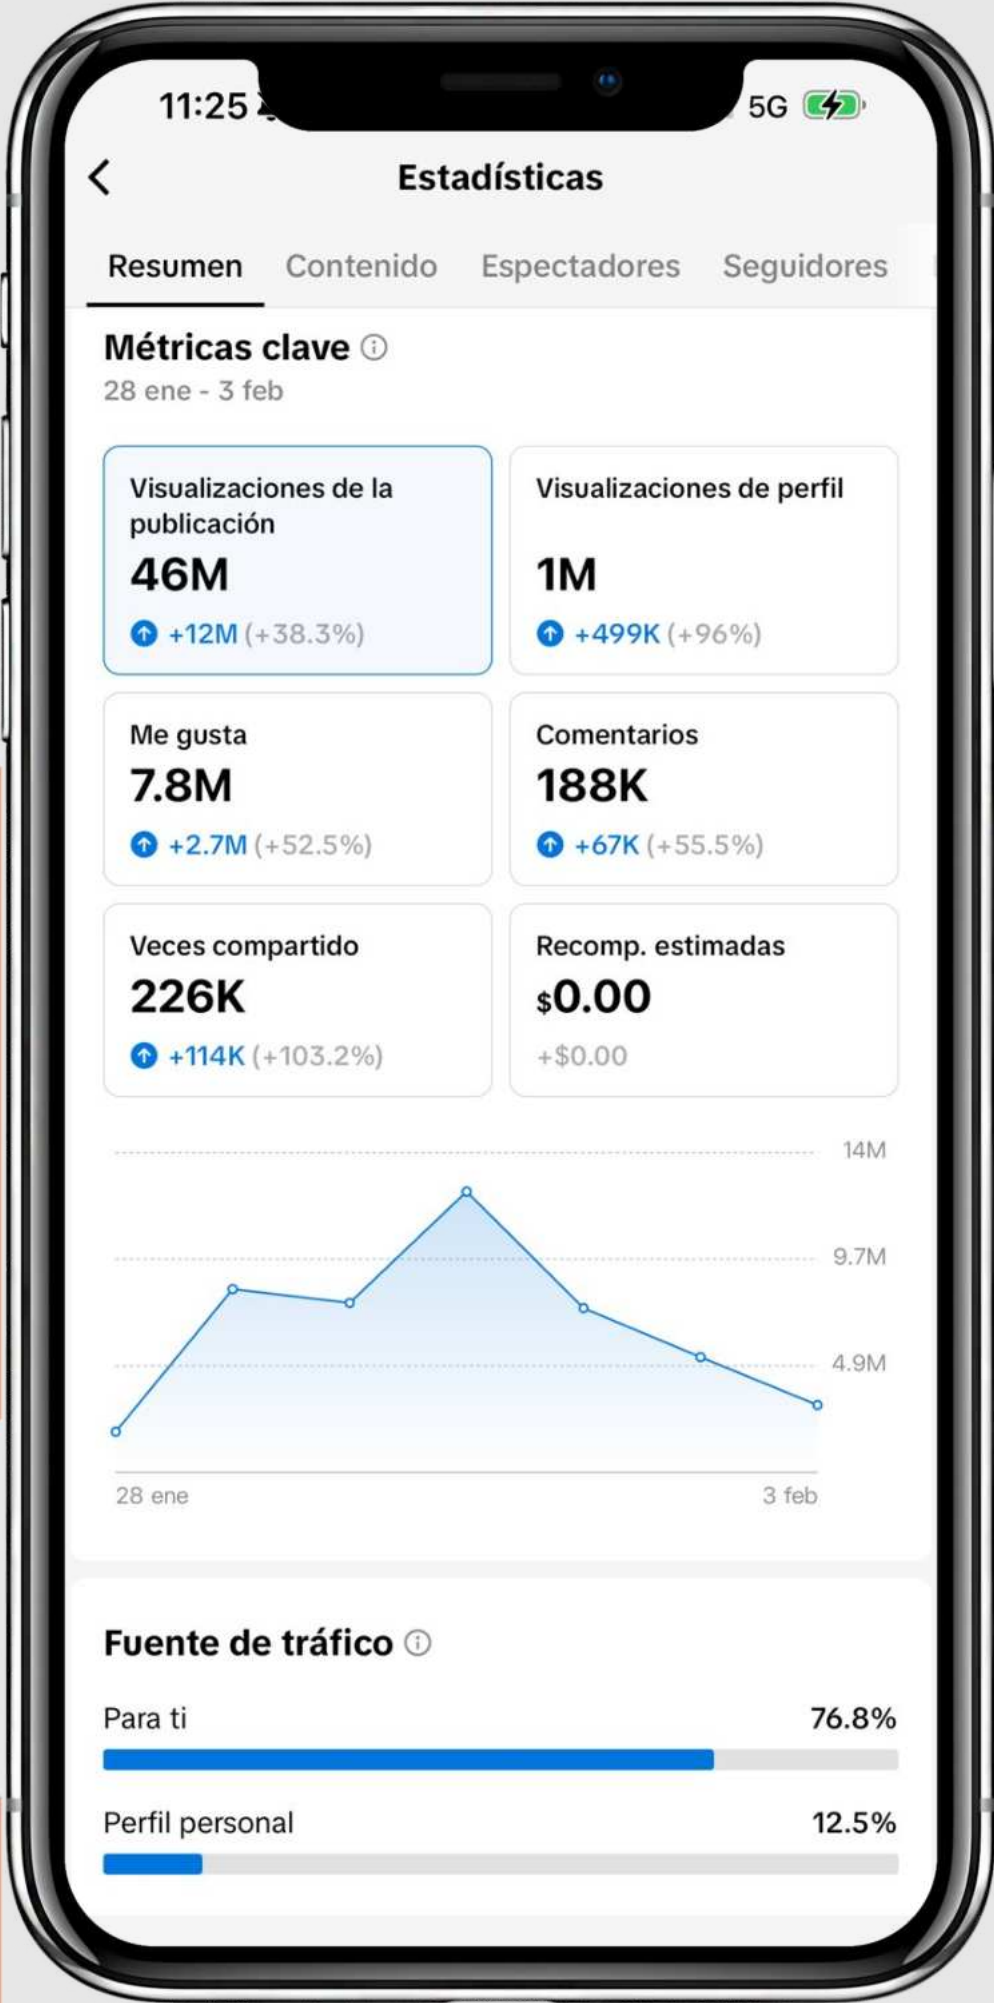 11:25
5G
Estadísticas
Resumen Contenido Espectadores Seguidores
Métricas clave
28 ene - 3 feb
Visualizaciones de la
publicación
46M
+12M (+38.3%)
Visualizaciones de perfil
1M
+499K (+96%)
Me gusta
7.8M
+2.7M (+52.5%)
Comentarios
188K
+67K (+55.5%)
Veces compartido
226K
+114K (+103.2%)
Recomp. estimadas
$0.00
+$0.00
14M
9.7M
4.9M
28 ene 3 feb
Fuente de tráfico
Para ti 76.8%
Perfil personal 12.5%